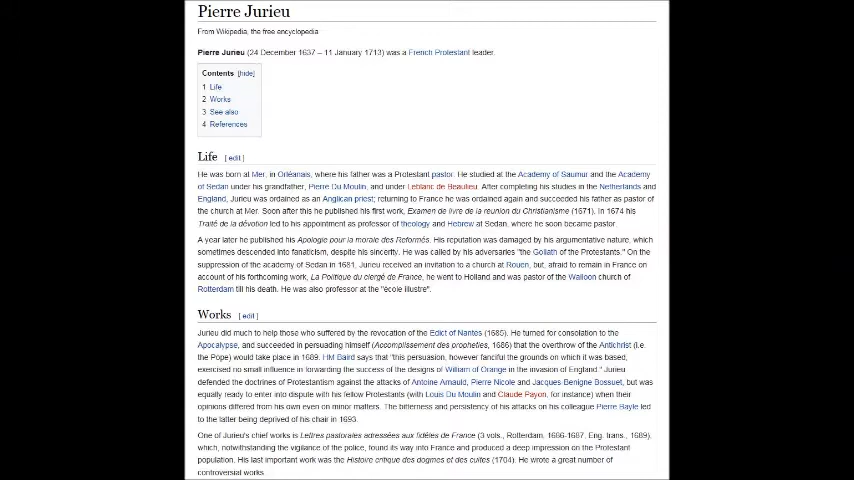 Pierre Jurieu
From Wikipedia, the free encyclopedia
Pierre Jurieu (24 December 1637 – 11 January 1713) was a French Protestant leader.
Contents [hide]
1 Life
2 Works
3 See also
4 References
Life [ edit ]
He was born at Mer, in Orléanais, where his father was a Protestant pastor. He studied at the Academy of Saumur and the Academy
of Sedan under his grandfather, Pierre Du Moulin, and under Leblanc de Beaulieu. After completing his studies in the Netherlands and
England, Jurieu was ordained as an Anglican priest; returning to France he was ordained again and succeeded his father as pastor of
the church at Mer. Soon after this he published his first work, Examen de livre de la reunion du Christianisme (1671). In 1674 his
Traité de la dévotion led to his appointment as professor of theology and Hebrew at Sedan, where he soon became pastor.
A year later he published his Apologie pour la morale des Reformés. His reputation was damaged by his argumentative nature, which
sometimes descended into fanaticism, despite his sincerity. He was called by his adversaries "the Goliath of the Protestants." On the
suppression of the academy of Sedan in 1681, Jurieu received an invitation to a church at Rouen, but, afraid to remain in France on
account of his forthcoming work, La Politique du clergé de France, he went to Holland and was pastor of the Walloon church of
Rotterdam till his death. He was also professor at the "école illustre".
Works [ edit ]
Jurieu did much to help those who suffered by the revocation of the Edict of Nantes (1685). He turned for consolation to the
Apocalypse, and succeeded in persuading himself (Accomplissement des propheties, 1686) that the overthrow of the Antichrist (i.e.
the Pope) would take place in 1689. HM Baird says that "this persuasion, however fanciful the grounds on which it was based,
exercised no small influence in forwarding the success of the designs of William of Orange in the invasion of England." Jurieu
defended the doctrines of Protestantism against the attacks of Antoine Arnauld, Pierre Nicole and Jacques Benigne Bossuet, but was
equally ready to enter into dispute with his fellow Protestants (with Louis Du Moulin and Claude Payon, for instance) when their
opinions differed from his own even on minor matters. The bitterness and persistency of his attacks on his colleague Pierre Bayle led
to the latter being deprived of his chair in 1693.
One of Jurieu's chief works is Lettres pastorales adressées aux fidèles de France (3 vols., Rotterdam, 1686-1687, Eng. trans., 1689),
which, notwithstanding the vigilance of the police, found its way into France and produced a deep impression on the Protestant
population. His last important work was the Histoire critique des dogmes et des cultes (1704). He wrote a great number of
controversial works.